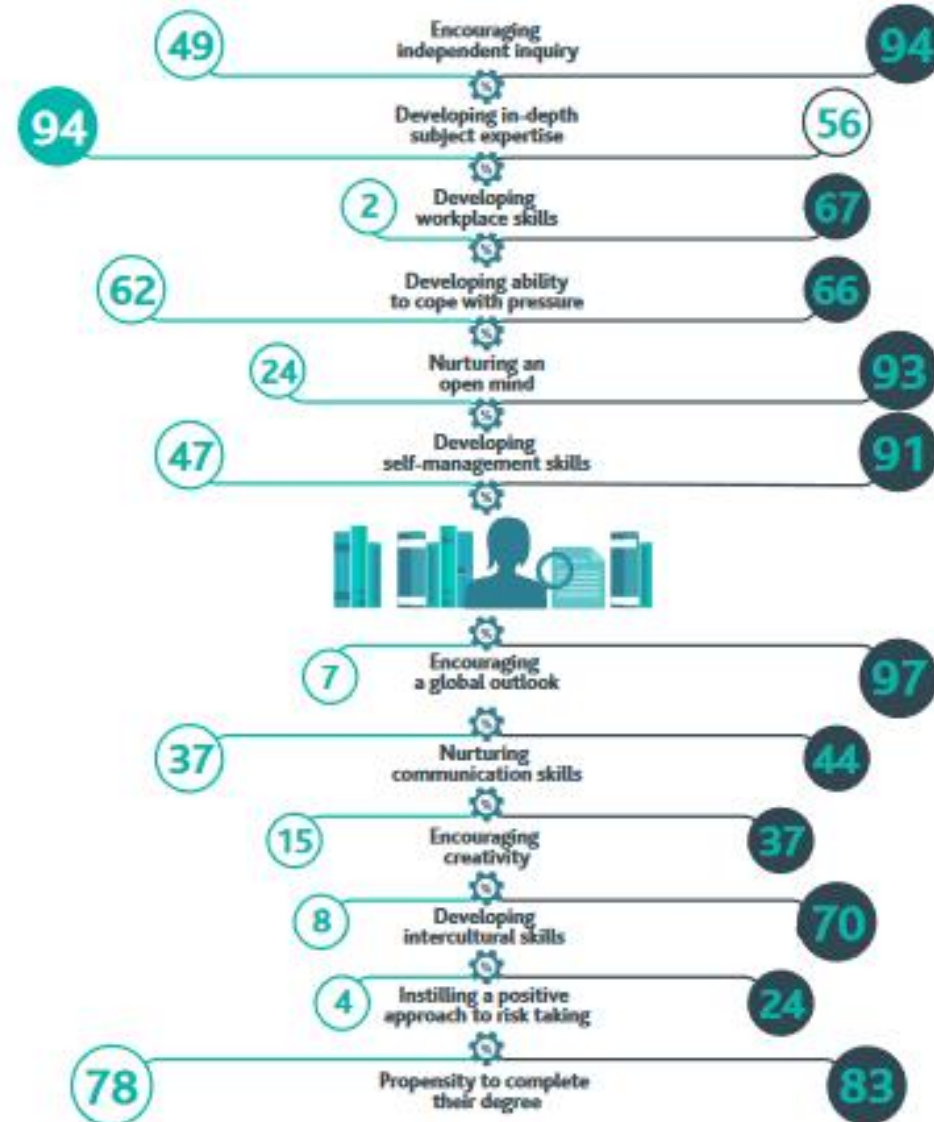 49
Encouraging
independent inquiry
94
%
94
Developing in-depth
subject expertise
56
%
2
Developing
workplace skills
67
%
62
Developing ability
to cope with pressure
66
%
24
Nurturing an
open mind
93
%
47
Developing
self-management skills
91
%
%
7
Encouraging
a global outlook
97
%
37
Nurturing
communication skills
44
%
15
Encouraging
creativity
37
%
8
Developing
intercultural skills
70
%
4
Instilling a positive
approach to risk taking
24
%
78
Propensity to complete
their degree
83